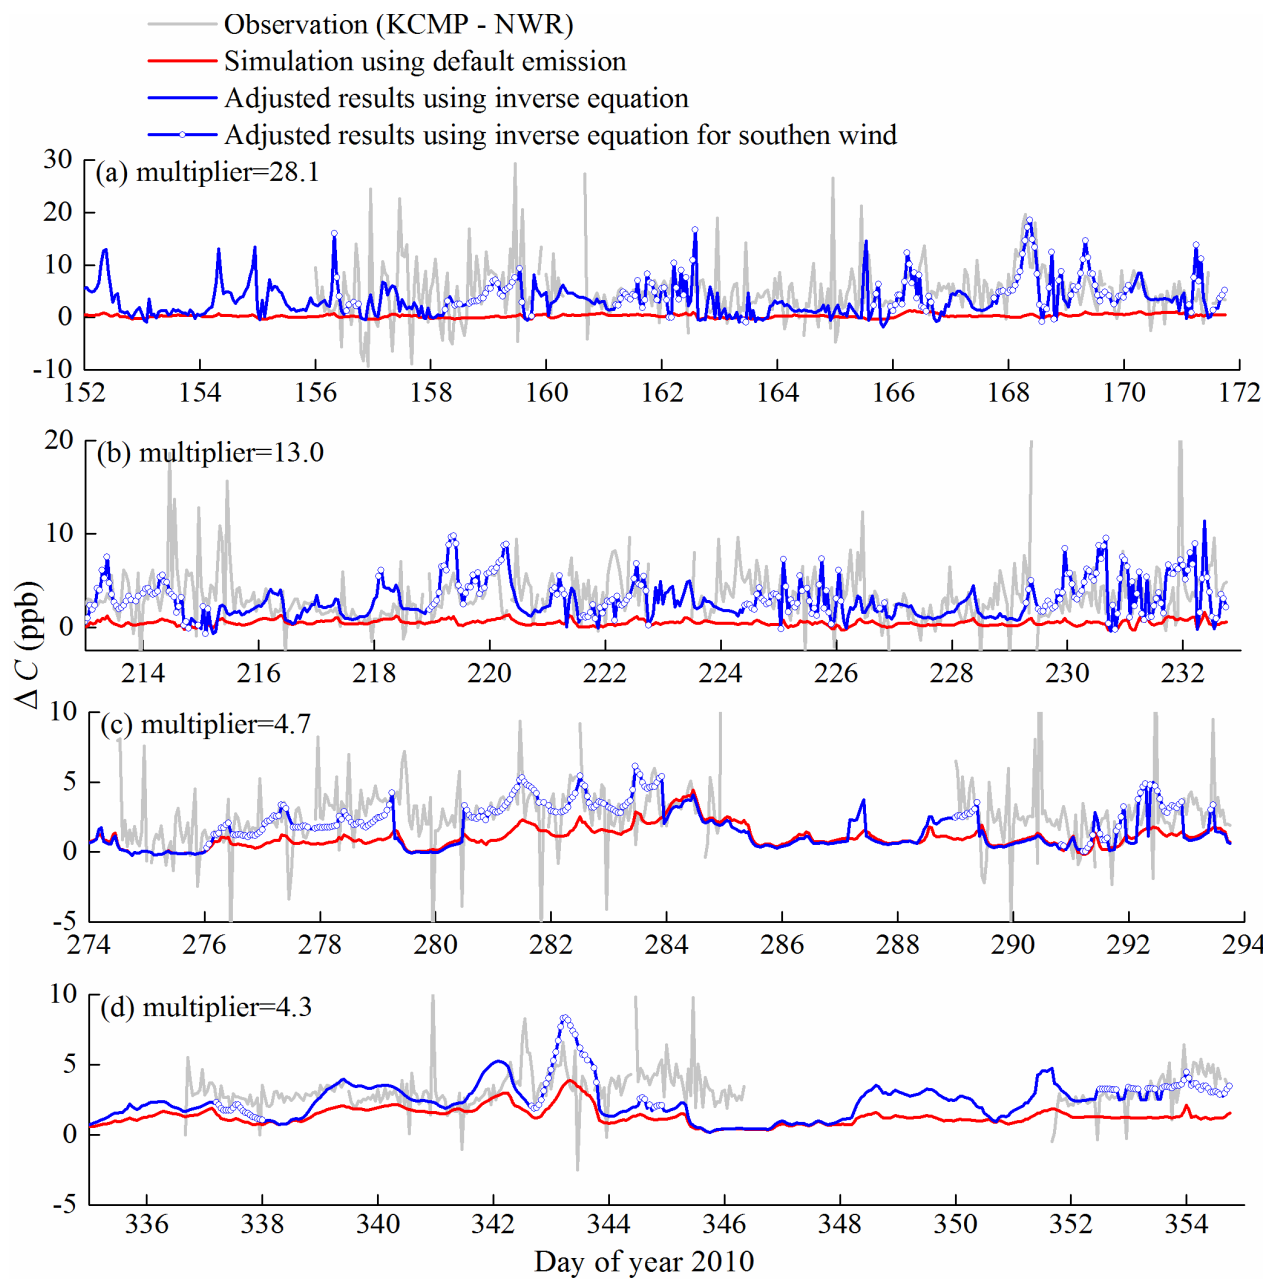 Observation (KCMP - NWR)
Simulation using default emission
Adjusted results using inverse equation
Adjusted results using inverse equation for southen wind
(a) multiplier=28.1
30
20
10
0
-10
152 154 156 158 160 162 164 166 168 170 172
(b) multiplier=13.0
20
10
0
214 216 218 220 222 224 226 228 230 232
Δ C (ppb)
(c) multiplier=4.7
10
5
0
-5
274 276 278 280 282 284 286 288 290 292 294
(d) multiplier=4.3
10
5
0
-5
336 338 340 342 344 346 348 350 352 354
Day of year 2010